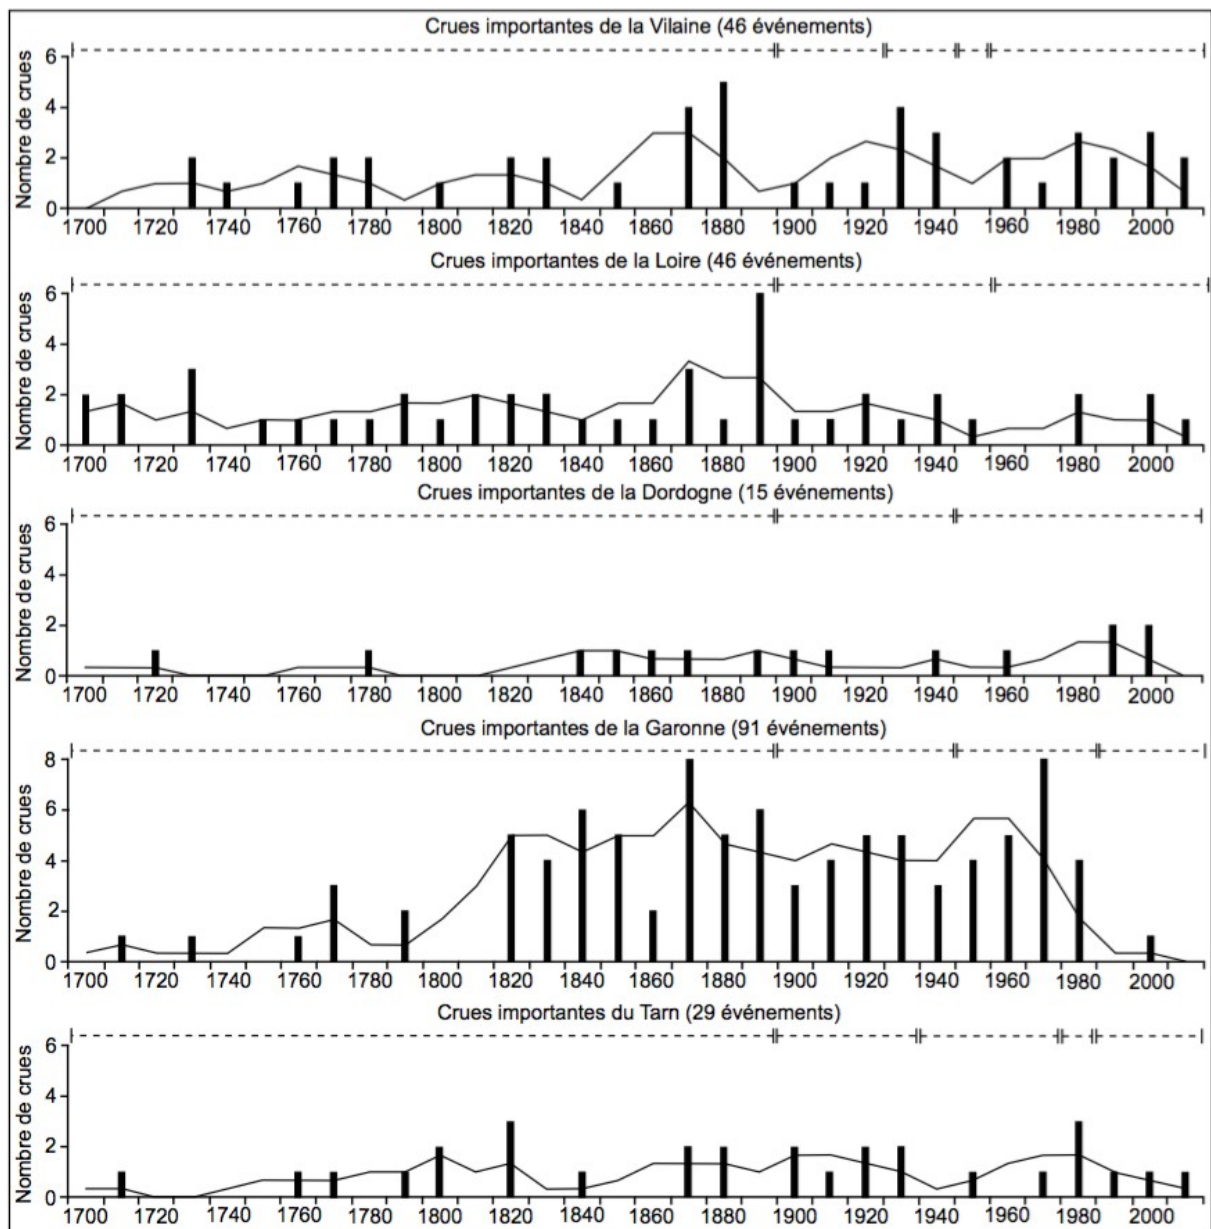 Crues importantes de la Vilaine (46 événements)
Nombre de crues
6
4
2
0
1700 1720 1740 1760 1780 1800 1820 1840 1860 1880 1900 1920 1940 1960 1980 2000
Crues importantes de la Loire (46 événements)
Nombre de crues
6
4
2
0
1700 1720 1740 1760 1780 1800 1820 1840 1860 1880 1900 1920 1940 1960 1980 2000
Crues importantes de la Dordogne (15 événements)
Nombre de crues
6
4
2
0
1700 1720 1740 1760 1780 1800 1820 1840 1860 1880 1900 1920 1940 1960 1980 2000
Crues importantes de la Garonne (91 événements)
Nombre de crues
8
6
4
2
0
1700 1720 1740 1760 1780 1800 1820 1840 1860 1880 1900 1920 1940 1960 1980 2000
Crues importantes du Tarn (29 événements)
Nombre de crues
6
4
2
0
1700 1720 1740 1760 1780 1800 1820 1840 1860 1880 1900 1920 1940 1960 1980 2000